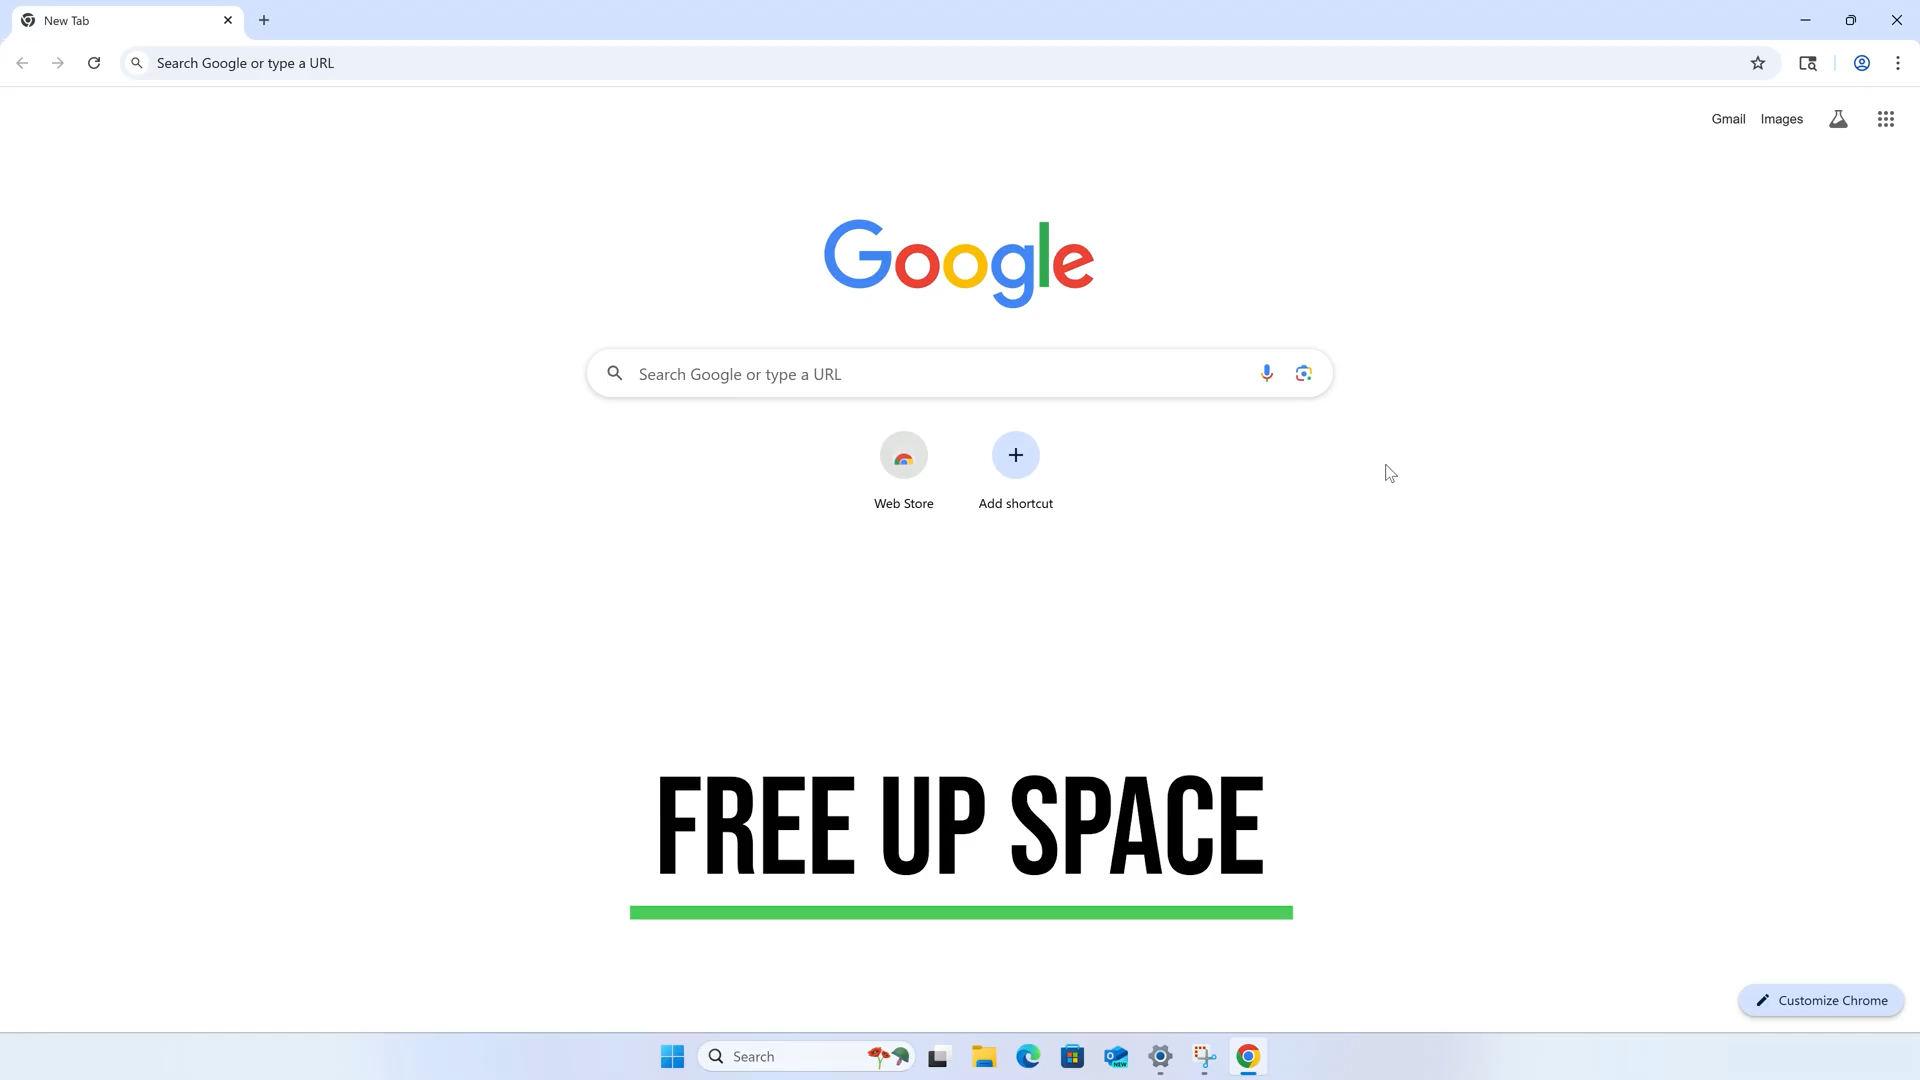 New Tab
Search Google or type a URL
Gmail Images
Google
Search Google or type a URL
Web Store Add shortcut
FREE UP SPACE
Customize Chrome
Search
NEW